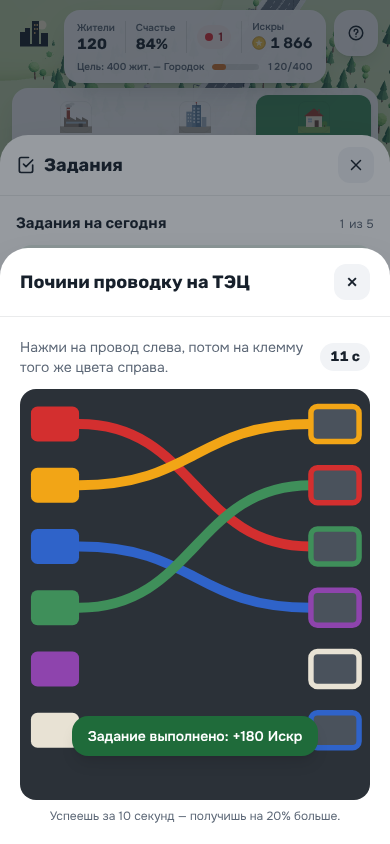 Жители
120
Счастье
84%
1
Искры
1 866
Цель: 400 жит. — Городок
120/400
Задания
Задания на сегодня
1 из 5
Почини проводку на ТЭЦ
Нажми на провод слева, потом на клемму
того же цвета справа.
11 с
Задание выполнено: +180 Искр
Успеешь за 10 секунд — получишь на 20% больше.